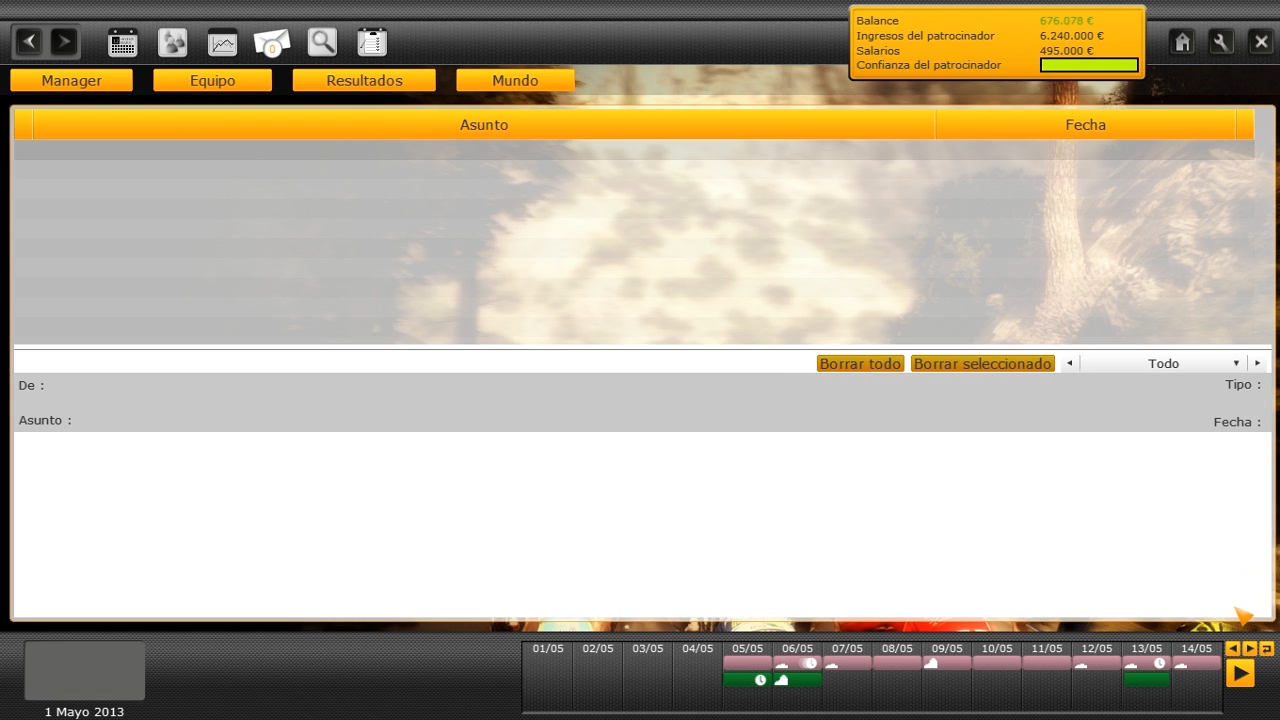 Balance 676.078 €
Ingresos del patrocinador 6.240.000 €
Salarios 495.000 €
Confianza del patrocinador
0
Manager Equipo Resultados Mundo
Asunto Fecha
Borrar todo Borrar seleccionado Todo
De : Tipo :
Asunto : Fecha :
01/05 02/05 03/05 04/05 05/05 06/05 07/05 08/05 09/05 10/05 11/05 12/05 13/05 14/05
1 Mayo 2013